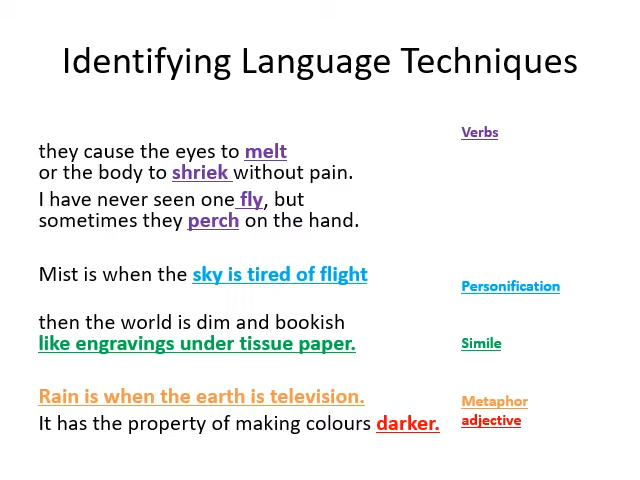 Identifying Language Techniques
Verbs
they cause the eyes to melt
or the body to shriek without pain.
I have never seen one fly, but
sometimes they perch on the hand.
Mist is when the sky is tired of flight
Personification
then the world is dim and bookish
like engravings under tissue paper.
Simile
Rain is when the earth is television.
Metaphor
It has the property of making colours darker.
adjective